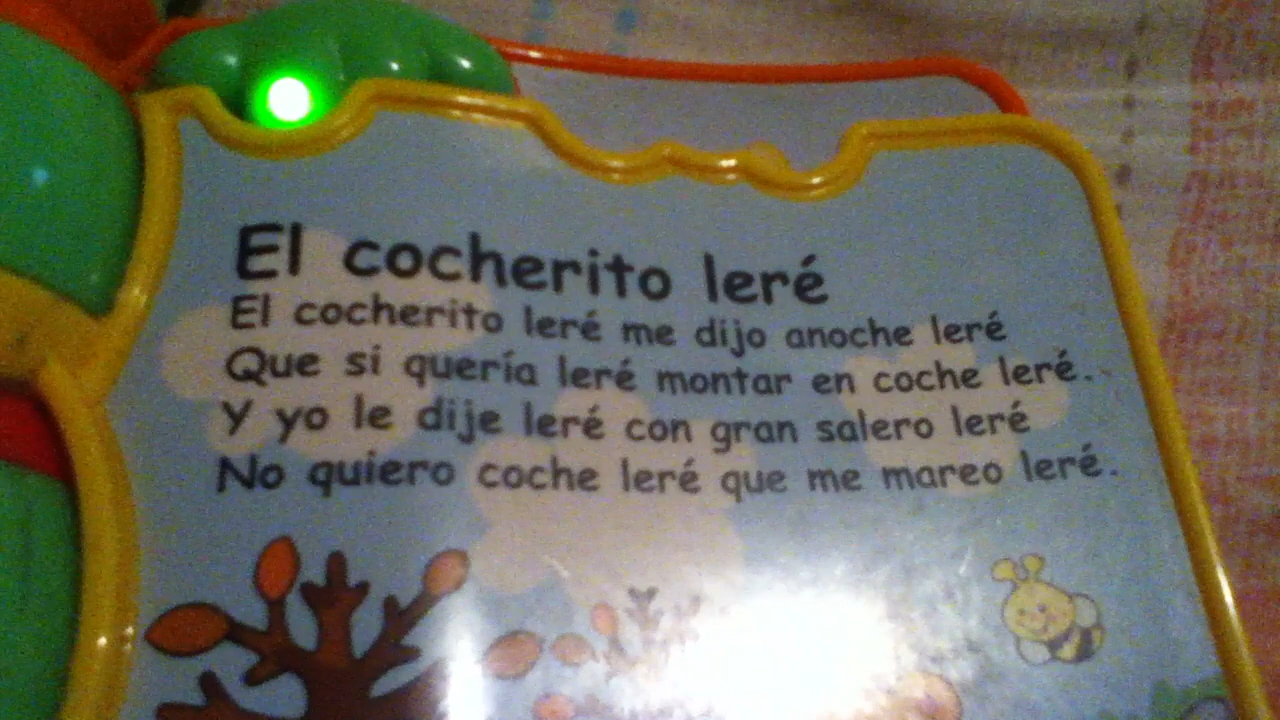 El cocherito leré
El cocherito leré me dijo anoche leré
Que si quería leré montar en coche leré.
Y yo le dije leré con gran salero leré
No quiero coche leré que me mareo leré.